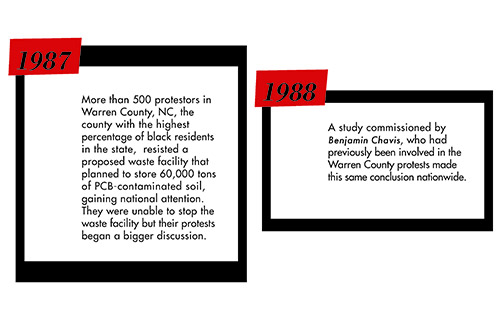 1987
More than 500 protestors in
Warren County, NC, the
county with the highest
percentage of black residents
in the state, resisted a
proposed waste facility that
planned to store 60,000 tons
of PCB-contaminated soil,
gaining national attention.
They were unable to stop the
waste facility but their protests
began a bigger discussion.
1988
A study commissioned by
Benjamin Chavis, who had
previously been involved in the
Warren County protests made
this same conclusion nationwide.